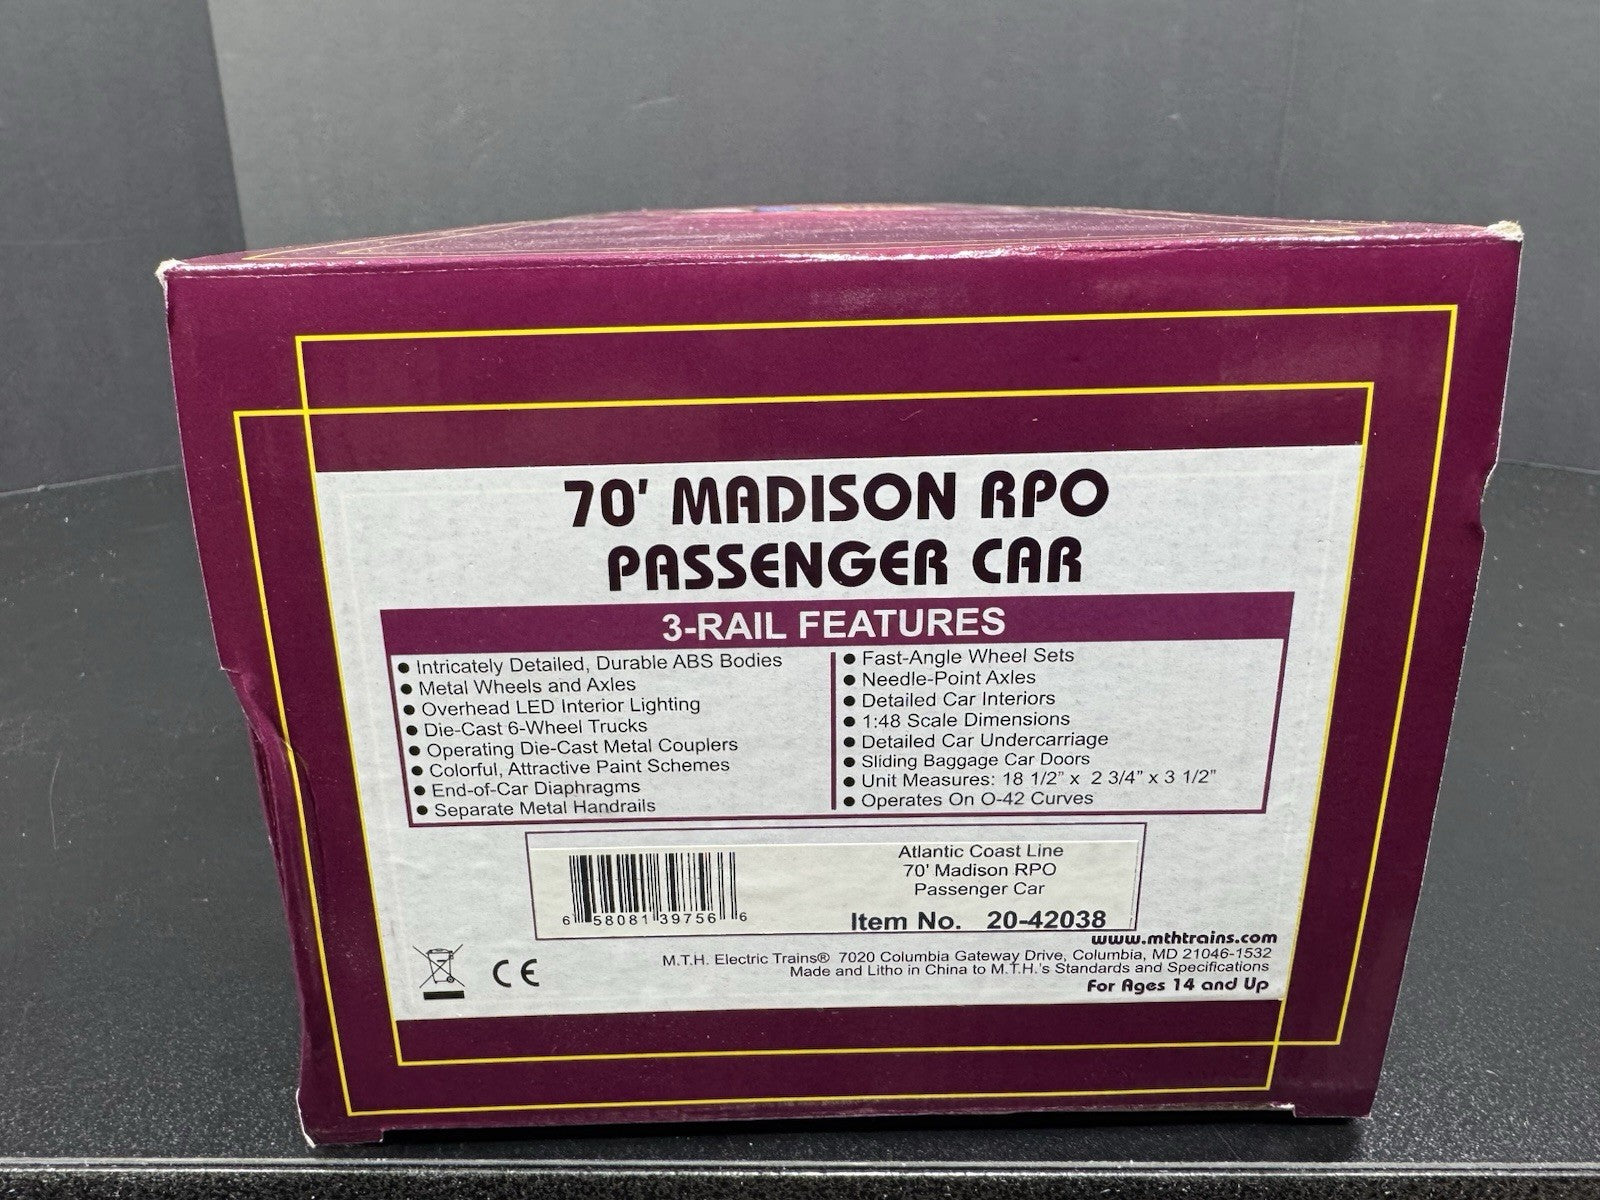 70' MADISON RPO
PASSENGER CAR
3-RAIL FEATURES
● Intricately Detailed, Durable ABS Bodies
● Metal Wheels and Axles
● Overhead LED Interior Lighting
● Die-Cast 6-Wheel Trucks
● Operating Die-Cast Metal Couplers
● Colorful, Attractive Paint Schemes
● End-of-Car Diaphragms
● Separate Metal Handrails
● Fast-Angle Wheel Sets
● Needle-Point Axles
● Detailed Car Interiors
● 1:48 Scale Dimensions
● Detailed Car Undercarriage
● Sliding Baggage Car Doors
● Unit Measures: 18 1/2" x 2 3/4" x 3 1/2"
● Operates On O-42 Curves
Atlantic Coast Line
70' Madison RPO
Passenger Car
Item No. 20-42038
6 58081 39756 6
CE
www.mthtrains.com
M.T.H. Electric Trains® 7020 Columbia Gateway Drive, Columbia, MD 21046-1532
Made and Litho in China to M.T.H.'s Standards and Specifications
For Ages 14 and Up